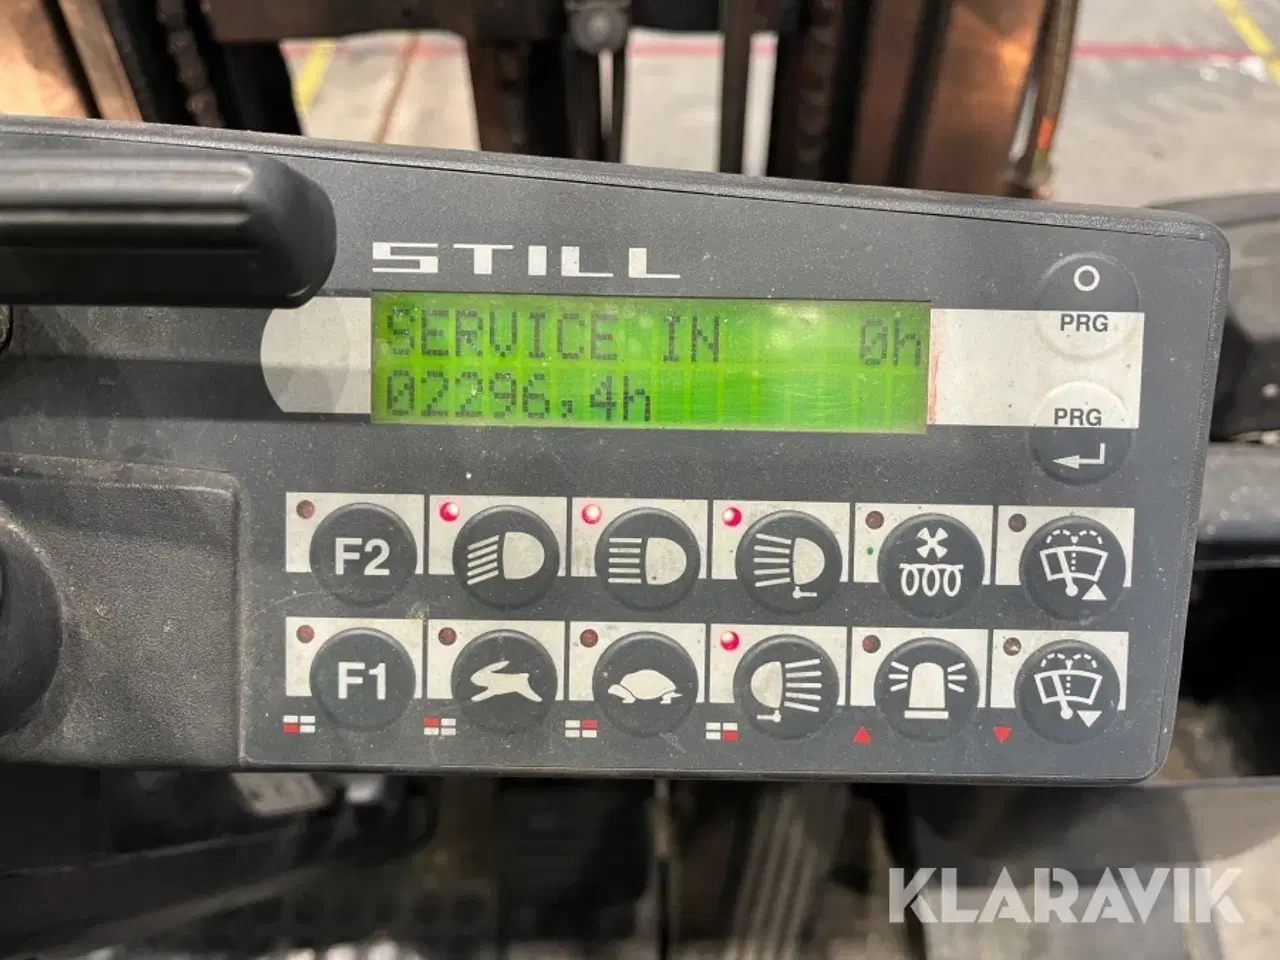 STILL
SERVICE IN 0h
02296,4h
PRG
PRG
F2
F1
KLARAVIK